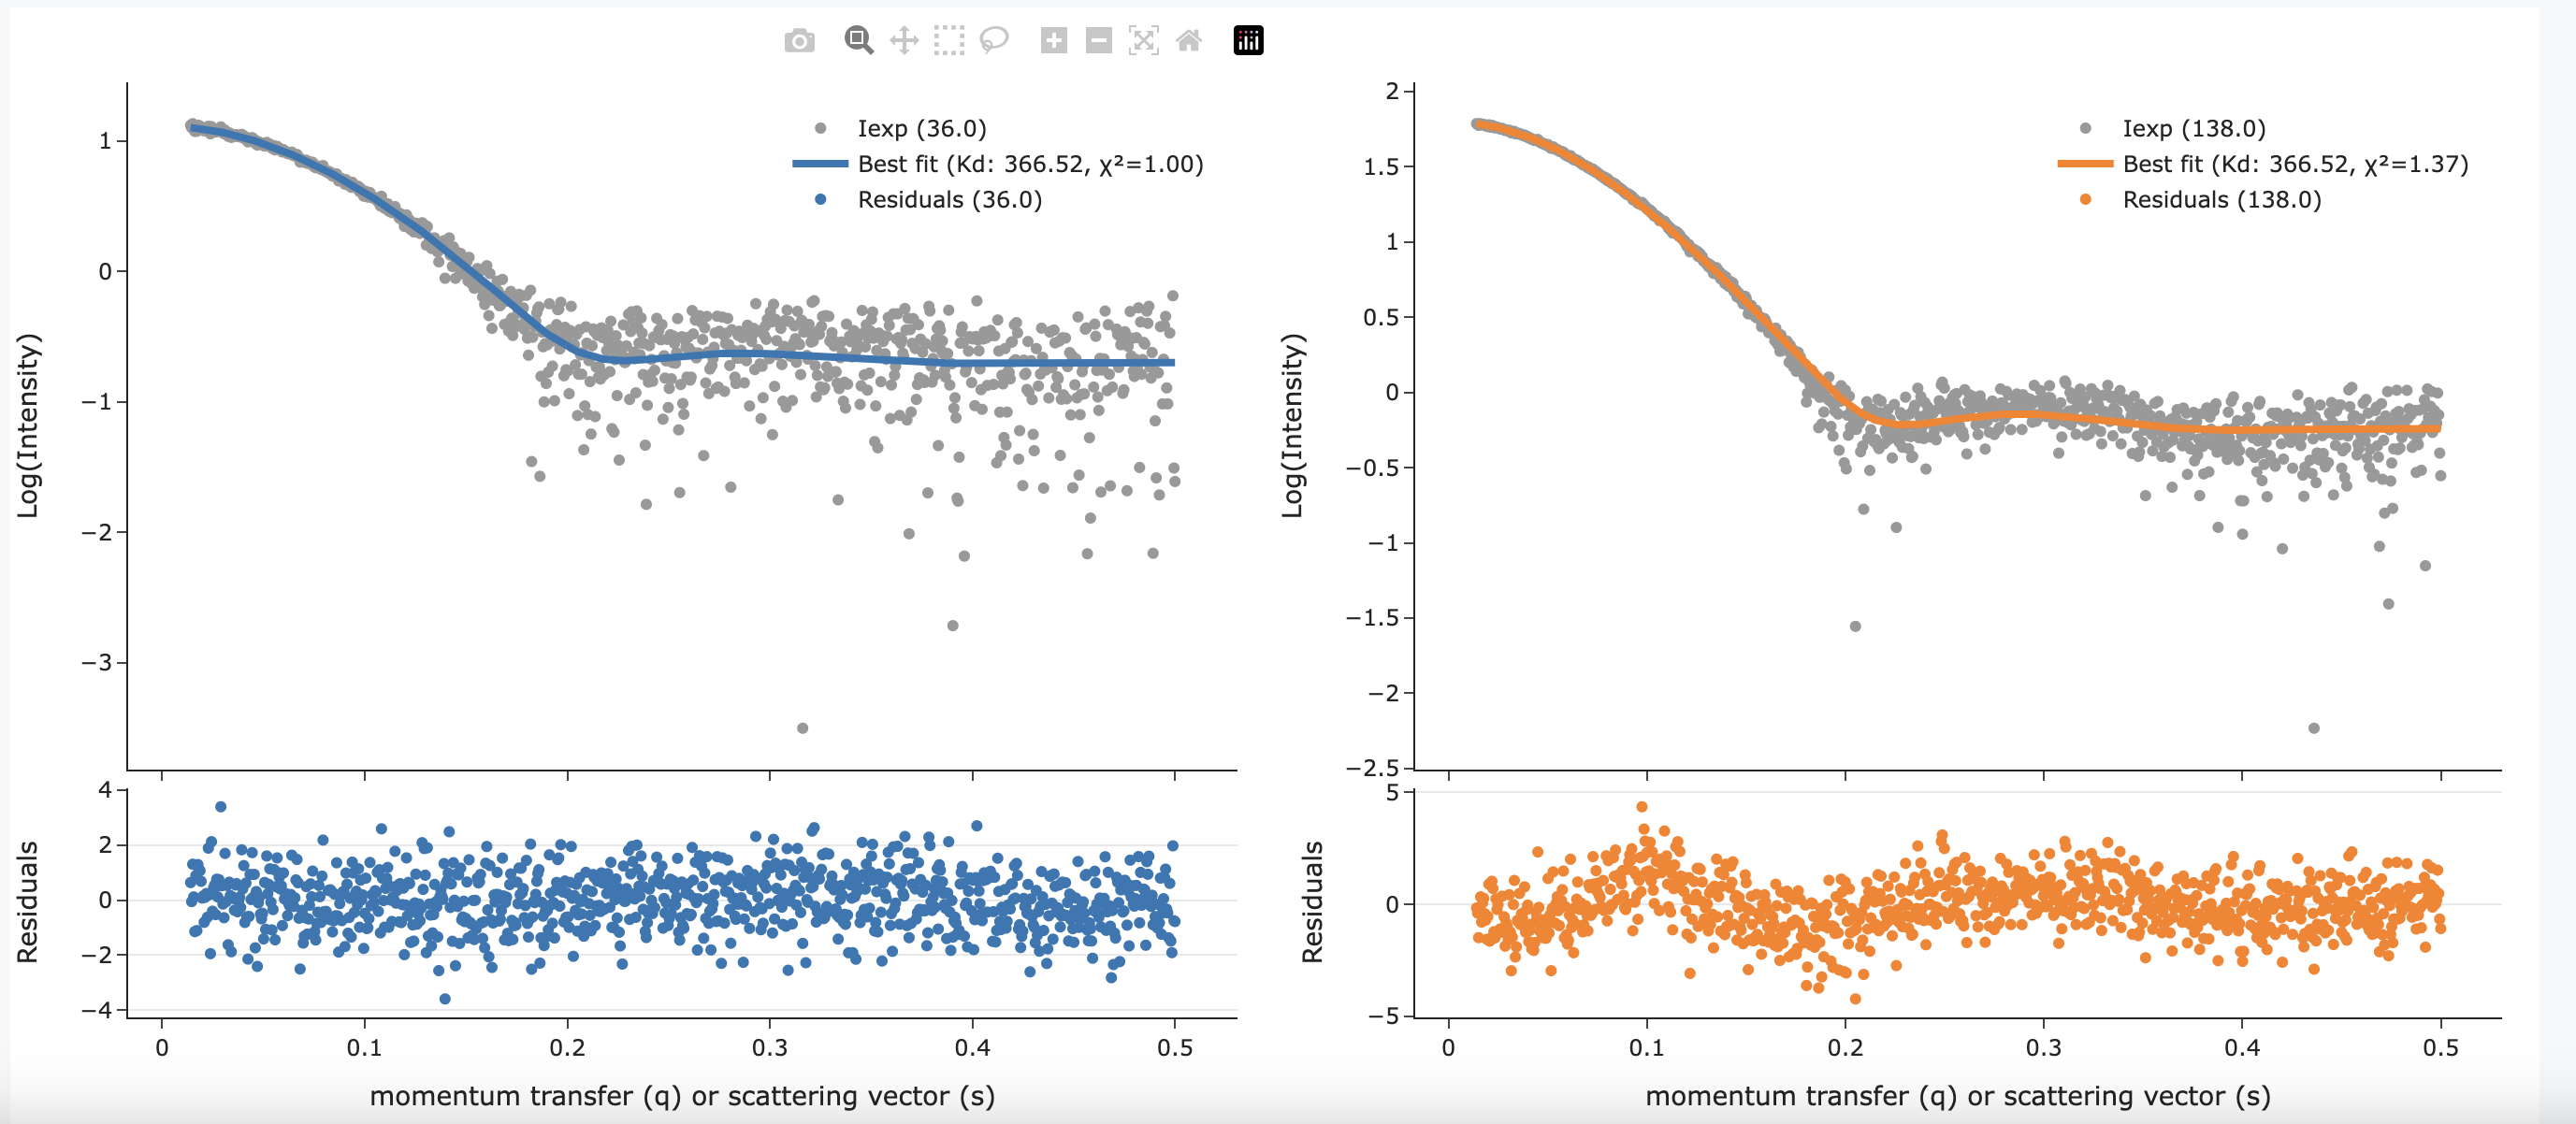 Iexp (36.0)
Best fit (Kd: 366.52, χ²=1.00)
Residuals (36.0)
1
0
−1
−2
−3
Log(Intensity)
4
2
0
−2
−4
Residuals
0
0.1
0.2
0.3
0.4
0.5
momentum transfer (q) or scattering vector (s)
Iexp (138.0)
Best fit (Kd: 366.52, χ²=1.37)
Residuals (138.0)
2
1.5
1
0.5
0
−0.5
−1
−1.5
−2
−2.5
Log(Intensity)
5
0
−5
Residuals
0
0.1
0.2
0.3
0.4
0.5
momentum transfer (q) or scattering vector (s)